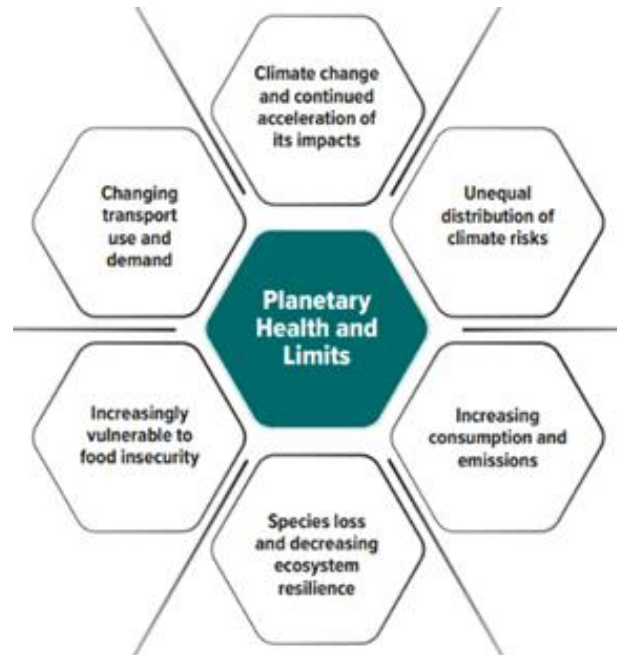 Climate change
and continued
acceleration of
its impacts
Changing
transport
use and
demand
Unequal
distribution of
climate risks
Planetary
Health and
Limits
Increasingly
vulnerable to
food insecurity
Increasing
consumption and
emissions
Species loss
and decreasing
ecosystem
resilience